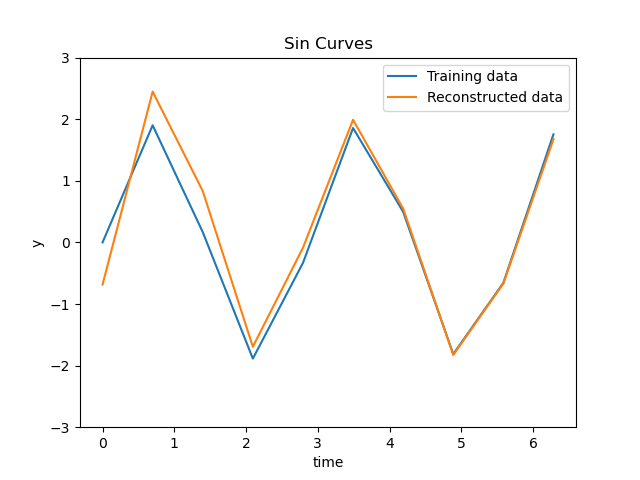 Sin Curves
Training data
Reconstructed data
3
2
1
0
−1
−2
−3
y
0 1 2 3 4 5 6
time